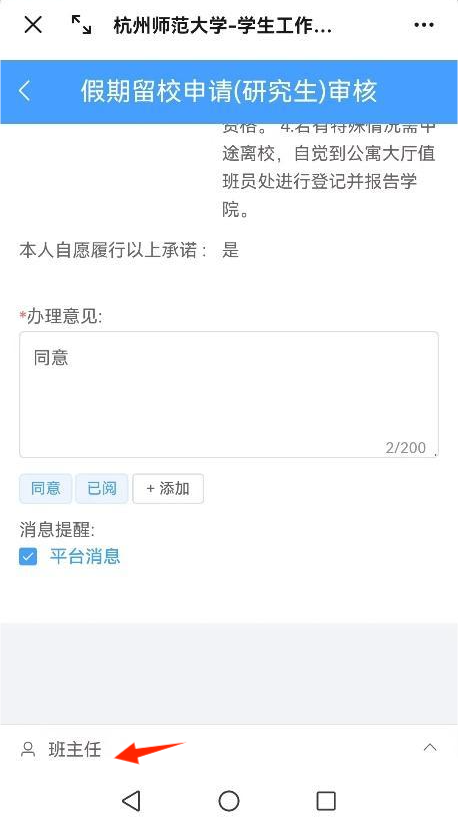 杭州师范大学-学生工作...
假期留校申请(研究生)审核
资格。 4.若有特殊情况需中
途离校，自觉到公寓大厅值
班员处进行登记并报告学
院。
本人自愿履行以上承诺： 是
*办理意见:
同意
2/200
同意 已阅 + 添加
消息提醒:
平台消息
班主任